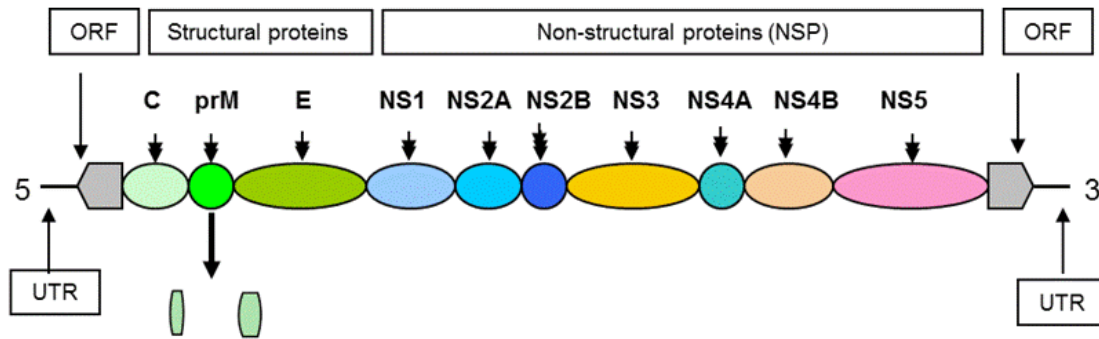 ORF
Structural proteins
Non-structural proteins (NSP)
ORF
C
prM
E
NS1
NS2A
NS2B
NS3
NS4A
NS4B
NS5
5
3
UTR
UTR